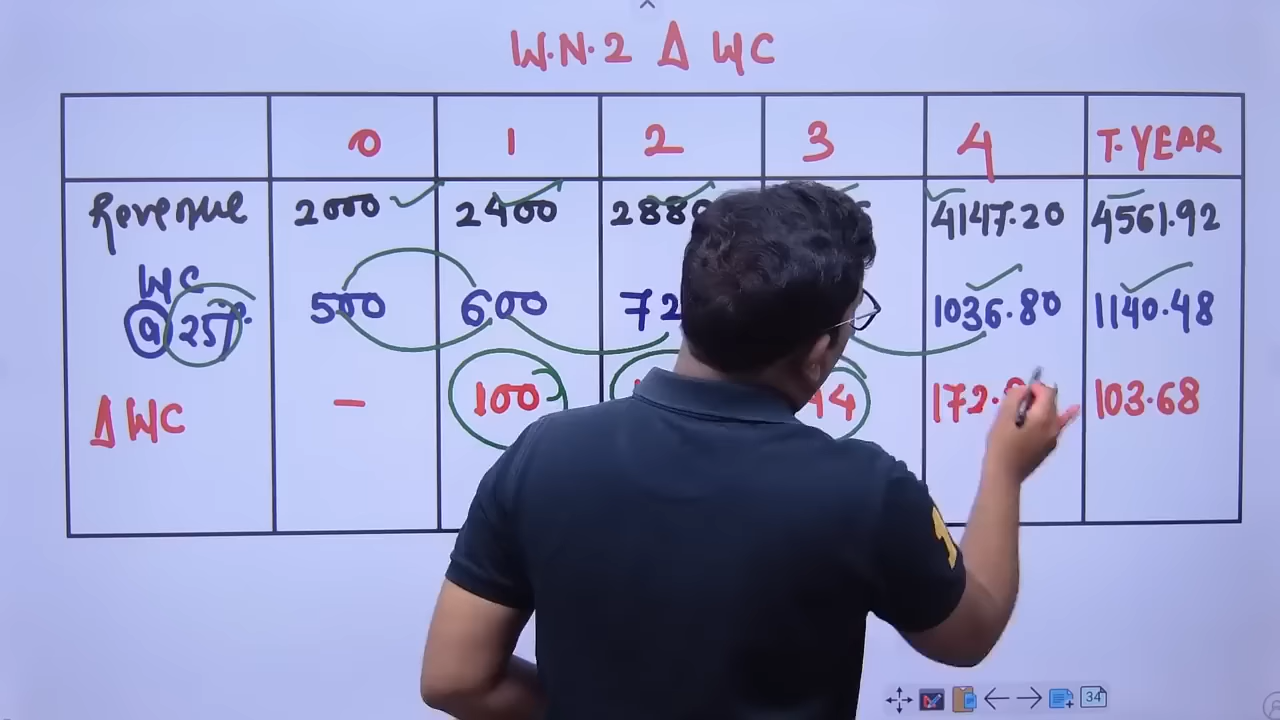 W.N.2 Δ WC
0 1 2 3 4 T.YEAR
Revenue 2000 2400 4147.20 4561.92
WC
@ 25% 500 600 1036.80 1140.48
Δ WC - 100 103.68
34